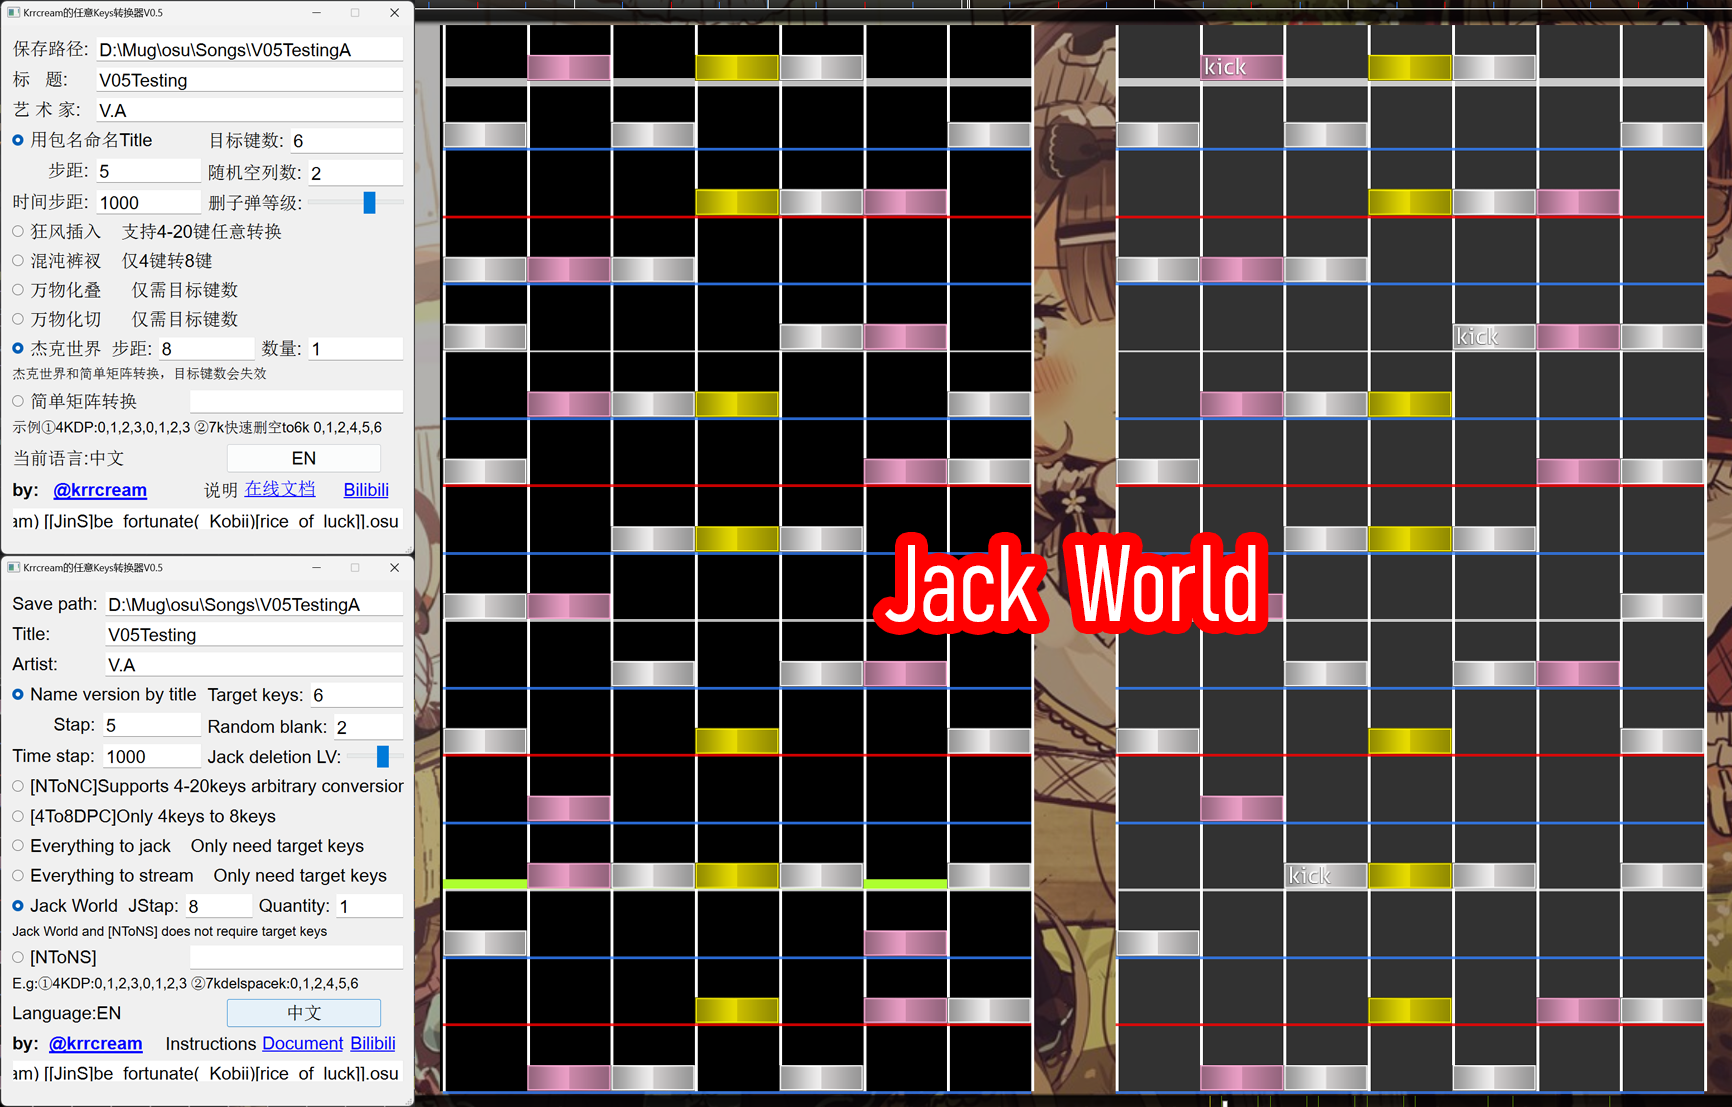 Krrcream的任意Keys转换器V0.5
保存路径: D:\Mug\osu\Songs\V05TestingA
标 题: V05Testing
艺 术 家: V.A
用包名命名Title 目标键数: 6
步距: 5 随机空列数: 2
时间步距: 1000 删子弹等级:
狂风插入 支持4-20键任意转换
混沌裤衩 仅4键转8键
万物化叠 仅需目标键数
万物化切 仅需目标键数
杰克世界 步距: 8 数量: 1
杰克世界和简单矩阵转换，目标键数会失效
简单矩阵转换
示例①4KDP:0,1,2,3,0,1,2,3 ②7k快速删空to6k 0,1,2,4,5,6
当前语言:中文 EN
by: @krrcream 说明 在线文档 Bilibili
am) [[JinS]be fortunate( Kobii)[rice of luck]].osu
Krrcream的任意Keys转换器V0.5
Save path: D:\Mug\osu\Songs\V05TestingA
Title: V05Testing
Artist: V.A
Name version by title Target keys: 6
Stap: 5 Random blank: 2
Time stap: 1000 Jack deletion LV:
[NToNC]Supports 4-20keys arbitrary conversion
[4To8DPC]Only 4keys to 8keys
Everything to jack Only need target keys
Everything to stream Only need target keys
Jack World JStap: 8 Quantity: 1
Jack World and [NToNS] does not require target keys
[NToNS]
E.g:①4KDP:0,1,2,3,0,1,2,3 ②7kdelspacek:0,1,2,4,5,6
Language:EN 中文
by: @krrcream Instructions Document Bilibili
am) [[JinS]be fortunate( Kobii)[rice of luck]].osu
kick
kick
Jack World
kick